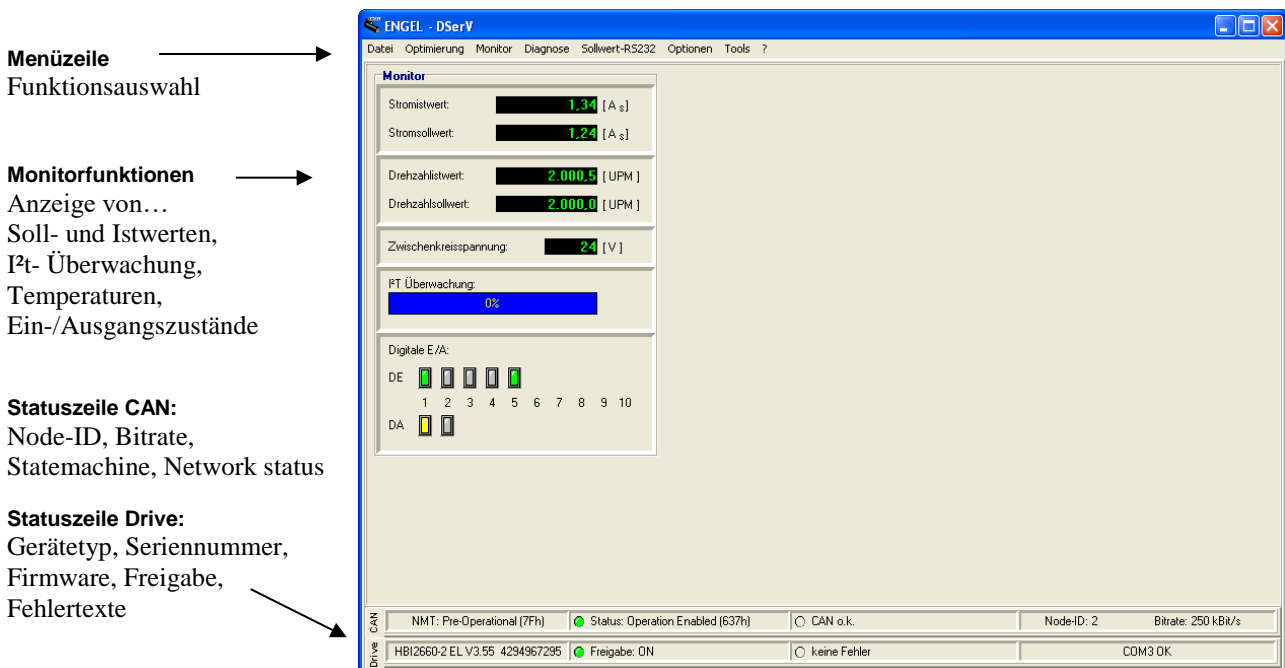 Menüzeile
Funktionsauswahl
Monitorfunktionen
Anzeige von…
Soll- und Istwerten,
I²t- Überwachung,
Temperaturen,
Ein-/Ausgangszustände
Statuszeile CAN:
Node-ID, Bitrate,
Statemachine, Network status
Statuszeile Drive:
Gerätetyp, Seriennummer,
Firmware, Freigabe,
Fehlertexte
ENGEL - DSerV
Datei Optimierung Monitor Diagnose Sollwert-RS232 Optionen Tools ?
Monitor
Stromistwert: 1,34 [A s]
Stromsollwert: 1,24 [A s]
Drehzahlistwert: 2.000,5 [ UPM ]
Drehzahlsollwert: 2.000,0 [ UPM ]
Zwischenkreisspannung: 24 [ V ]
I²T Überwachung:
0%
Digitale E/A:
DE
1 2 3 4 5 6 7 8 9 10
DA
CAN NMT: Pre-Operational (7Fh) Status: Operation Enabled (637h) CAN o.k. Node-ID: 2 Bitrate: 250 kBit/s
Drive HBI2660-2 EL V3.55 4294967295 Freigabe: ON keine Fehler COM3 OK